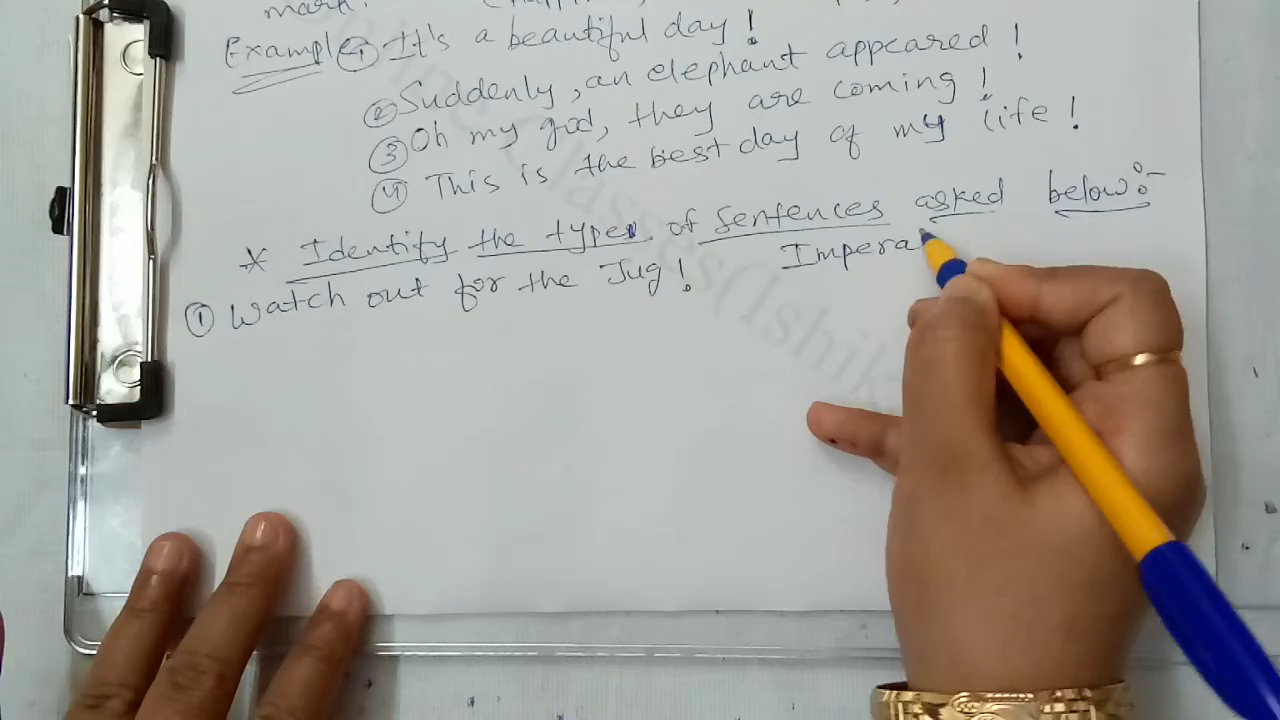 mark.
Example ① It's a beautiful day !
② Suddenly, an elephant appeared !
③ Oh my god, they are coming !
④ This is the best day of my life !
* Identify the types of sentences asked below:-
① Watch out for the Jug ! Impera